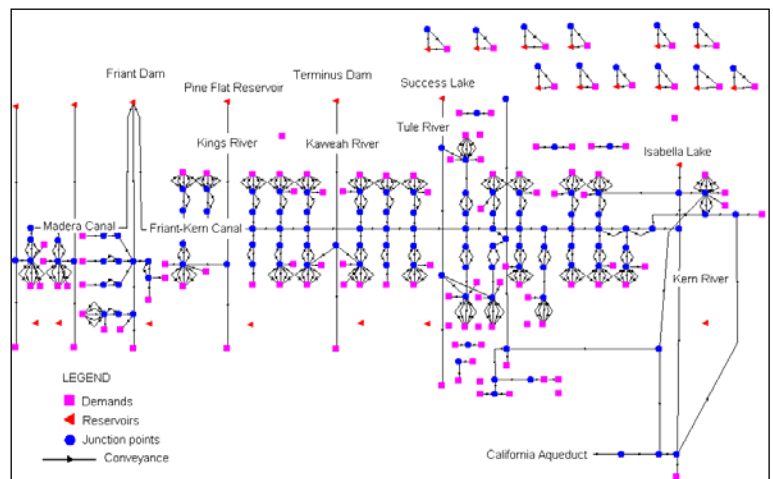 Friant Dam
Pine Flat Reservoir
Terminus Dam
Success Lake
Kings River
Kaweah River
Tule River
Isabella Lake
Madera Canal
Friant-Kern Canal
Kern River
LEGEND
Demands
Reservoirs
Junction points
Conveyance
California Aqueduct